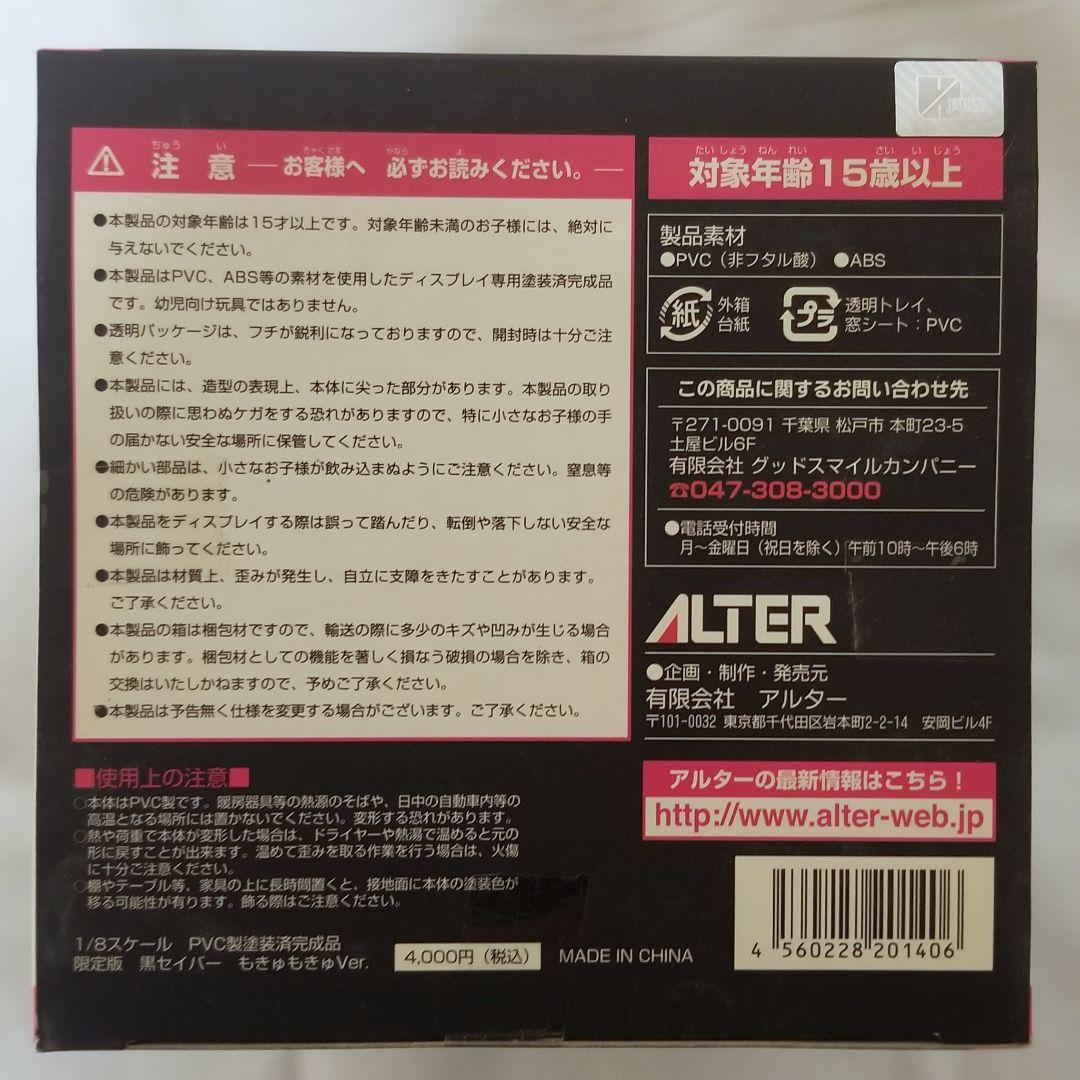 JAPAN
注意 ―お客様へ 必ずお読みください。―
●本製品の対象年齢は15才以上です。対象年齢未満のお子様には、絶対に
与えないでください。
●本製品はPVC、ABS等の素材を使用したディスプレイ専用塗装済完成品
です。幼児向け玩具ではありません。
●透明パッケージは、フチが鋭利になっておりますので、開封時は十分ご注
意ください。
●本製品には、造型の表現上、本体に尖った部分があります。本製品の取り
扱いの際に思わぬケガをする恐れがありますので、特に小さなお子様の手
の届かない安全な場所に保管してください。
●細かい部品は、小さなお子様が飲み込まぬようにご注意ください。窒息等
の危険があります。
●本製品をディスプレイする際は誤って踏んだり、転倒や落下しない安全な
場所に飾ってください。
●本製品は材質上、歪みが発生し、自立に支障をきたすことがあります。
ご了承ください。
●本製品の箱は梱包材ですので、輸送の際に多少のキズや凹みが生じる場合
があります。梱包材としての機能を著しく損なう破損の場合を除き、箱の
交換はいたしかねますので、予めご了承ください。
●本製品は予告無く仕様を変更する場合がございます。ご了承ください。
■使用上の注意■
○本体はPVC製です。暖房器具等の熱源のそばや、日中の自動車内等の
高温となる場所には置かないでください。変形する恐れがあります。
○熱や荷重で本体が変形した場合は、ドライヤーや熱湯で温めると元の
形に戻すことが出来ます。温めて歪みを取る作業を行う場合は、火傷
に十分ご注意ください。
○棚やテーブル等、家具の上に長時間置くと、接地面に本体の塗装色が
移る可能性が有ります。飾る際はご注意ください。
1/8スケール PVC製塗装済完成品
限定版 黒セイバー もきゅもきゅVer.
4,000円（税込）
MADE IN CHINA
対象年齢15歳以上
製品素材
●PVC（非フタル酸） ●ABS
紙 外箱
台紙
プラ 透明トレイ、
窓シート：PVC
この商品に関するお問い合わせ先
〒271-0091 千葉県 松戸市 本町23-5
土屋ビル6F
有限会社 グッドスマイルカンパニー
☎047-308-3000
●電話受付時間
月〜金曜日（祝日を除く）午前10時〜午後6時
ALTER
●企画・制作・発売元
有限会社 アルター
〒101-0032 東京都千代田区岩本町2-2-14 安岡ビル4F
アルターの最新情報はこちら！
http://www.alter-web.jp
4 560228 201406